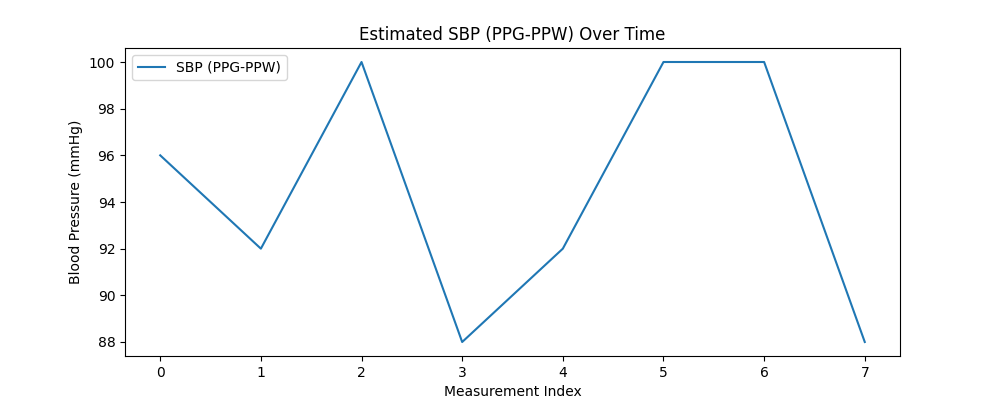 Estimated SBP (PPG-PPW) Over Time
SBP (PPG-PPW)
Blood Pressure (mmHg)
100
98
96
94
92
90
88
0 1 2 3 4 5 6 7
Measurement Index